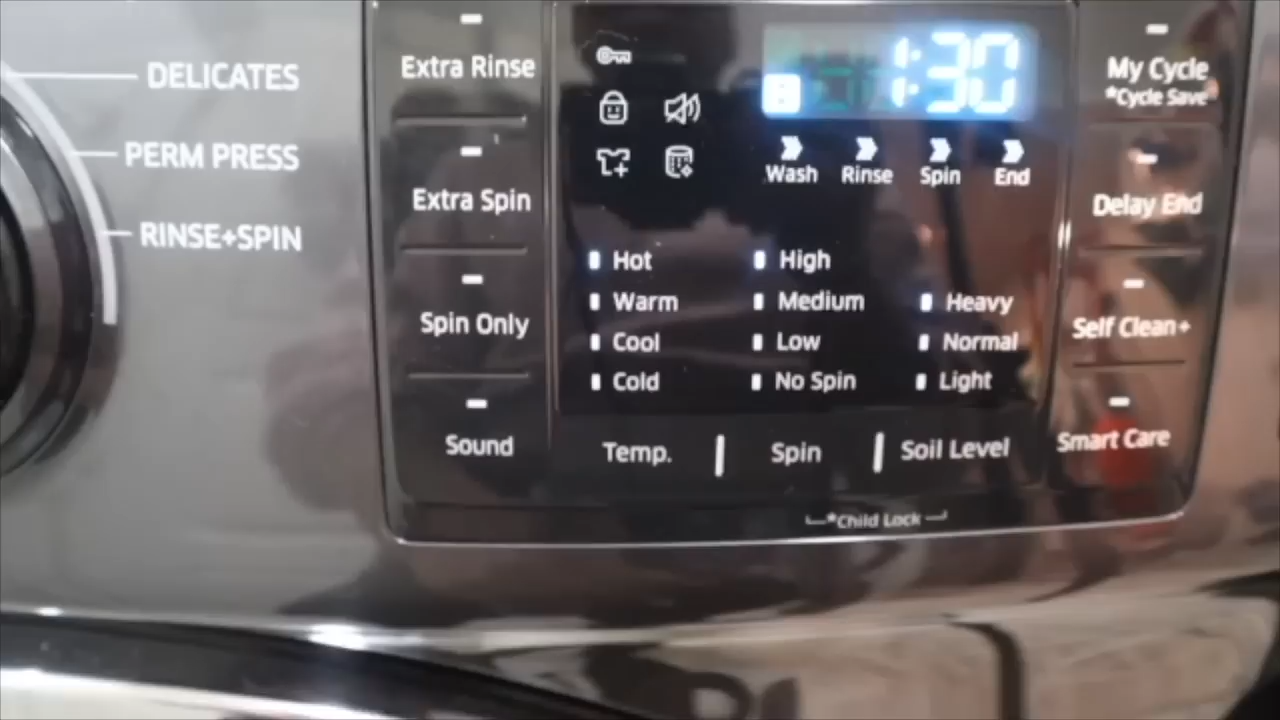 DELICATES
PERM PRESS
RINSE+SPIN
Extra Rinse
Extra Spin
Spin Only
Sound
1:30
Wash Rinse Spin End
Hot High
Warm Medium Heavy
Cool Low Normal
Cold No Spin Light
Temp. Spin Soil Level
*Child Lock
My Cycle
*Cycle Save
Delay End
Self Clean+
Smart Care